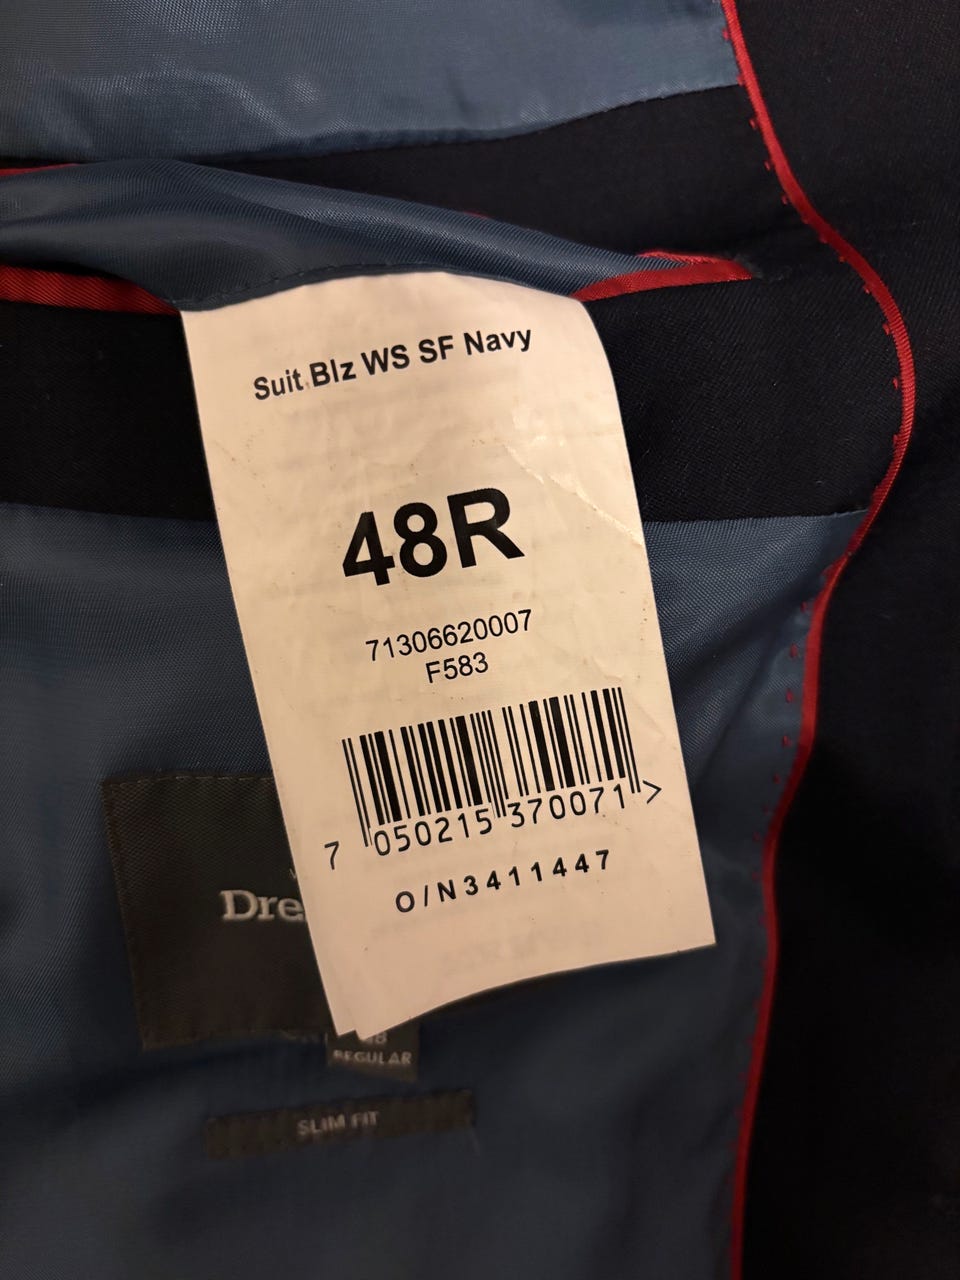 Suit Blz WS SF Navy
48R
71306620007
F583
7 050215 370071 >
O/N3411447
Dre
REGULAR
SLIM FIT